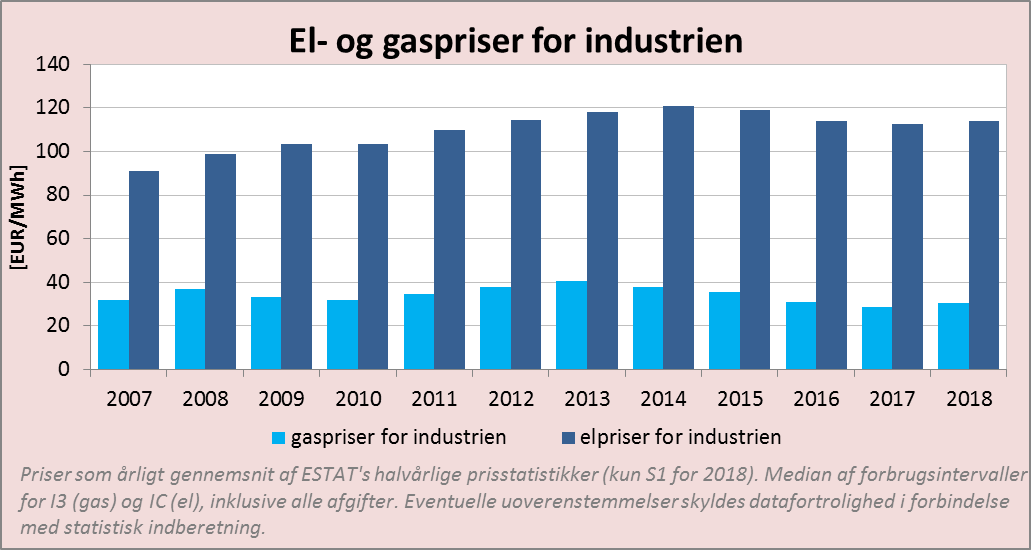 El- og gaspriser for industrien
[EUR/MWh]
140
120
100
80
60
40
20
0
2007 2008 2009 2010 2011 2012 2013 2014 2015 2016 2017 2018
gaspriser for industrien elpriser for industrien
Priser som årligt gennemsnit af ESTAT's halvårlige prisstatistikker (kun S1 for 2018). Median af forbrugsintervaller
for I3 (gas) og IC (el), inklusive alle afgifter. Eventuelle uoverenstemmelser skyldes datafortrolighed i forbindelse
med statistisk indberetning.